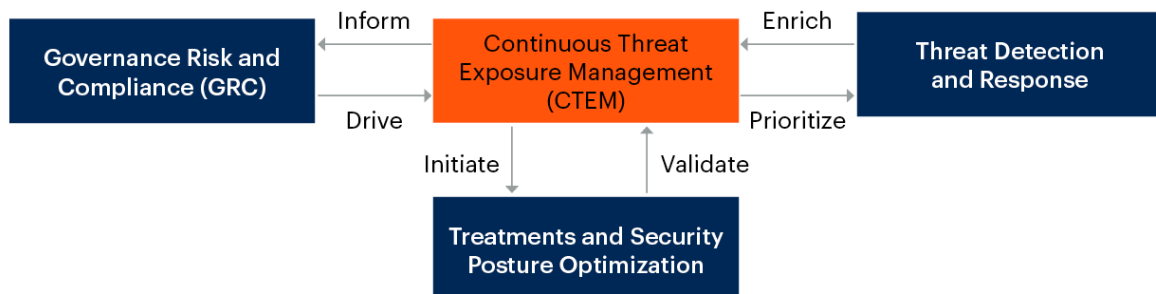 Inform
Enrich
Governance Risk and
Compliance (GRC)
Continuous Threat
Exposure Management
(CTEM)
Threat Detection
and Response
Drive
Prioritize
Initiate
Validate
Treatments and Security
Posture Optimization